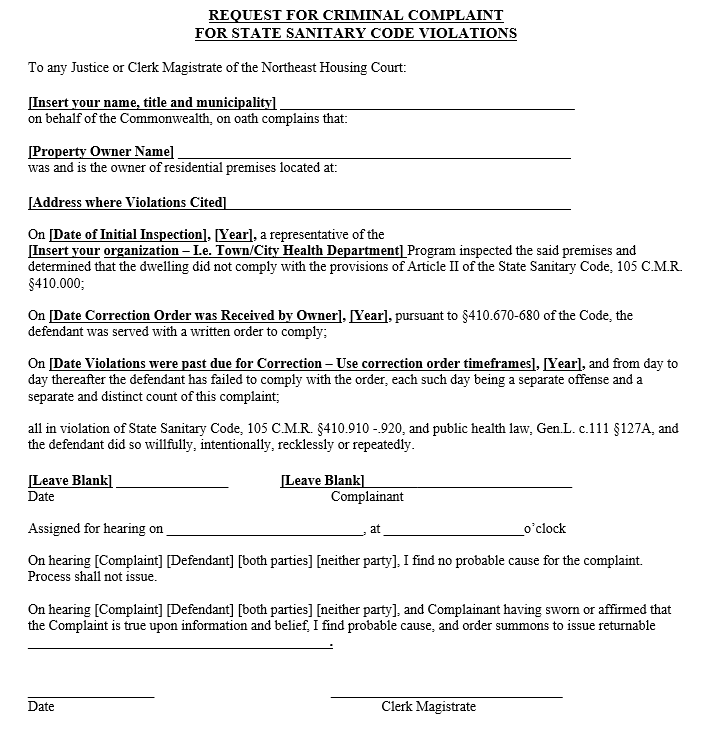 REQUEST FOR CRIMINAL COMPLAINT
FOR STATE SANITARY CODE VIOLATIONS
To any Justice or Clerk Magistrate of the Northeast Housing Court:
[Insert your name, title and municipality]
on behalf of the Commonwealth, on oath complains that:
[Property Owner Name]
was and is the owner of residential premises located at:
[Address where Violations Cited]
On [Date of Initial Inspection], [Year], a representative of the
[Insert your organization – I.e. Town/City Health Department] Program inspected the said premises and
determined that the dwelling did not comply with the provisions of Article II of the State Sanitary Code, 105 C.M.R.
§410.000;
On [Date Correction Order was Received by Owner], [Year], pursuant to §410.670-680 of the Code, the
defendant was served with a written order to comply;
On [Date Violations were past due for Correction – Use correction order timeframes], [Year], and from day to
day thereafter the defendant has failed to comply with the order, each such day being a separate offense and a
separate and distinct count of this complaint;
all in violation of State Sanitary Code, 105 C.M.R. §410.910 -.920, and public health law, Gen.L. c.111 §127A, and
the defendant did so willfully, intentionally, recklessly or repeatedly.
[Leave Blank] [Leave Blank]
Date Complainant
Assigned for hearing on ____________________________, at ____________________o’clock
On hearing [Complaint] [Defendant] [both parties] [neither party], I find no probable cause for the complaint.
Process shall not issue.
On hearing [Complaint] [Defendant] [both parties] [neither party], and Complainant having sworn or affirmed that
the Complaint is true upon information and belief, I find probable cause, and order summons to issue returnable
____________________________________________.
Date Clerk Magistrate